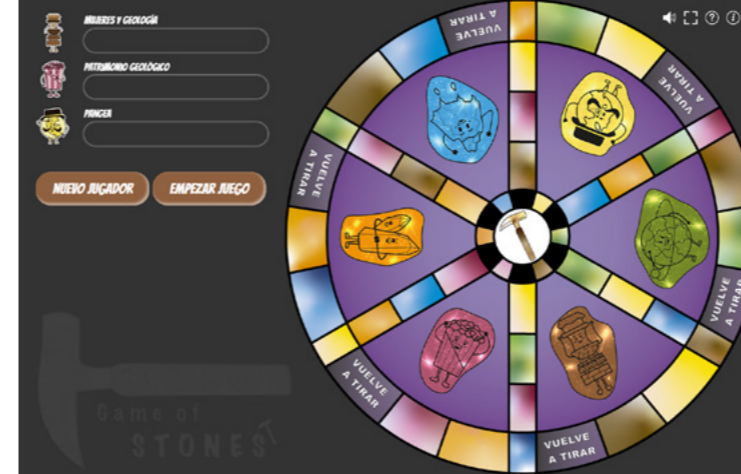 MUJERES Y GEOLOGÍA
PATRIMONIO GEOLÓGICO
PANGEA
NUEVO JUGADOR
EMPEZAR JUEGO
Game of
STONES
VUELVE
A TIRAR
VUELVE
A TIRAR
VUELVE
A TIRAR
VUELVE
A TIRAR
VUELVE
A TIRAR
VUELVE
A TIRAR